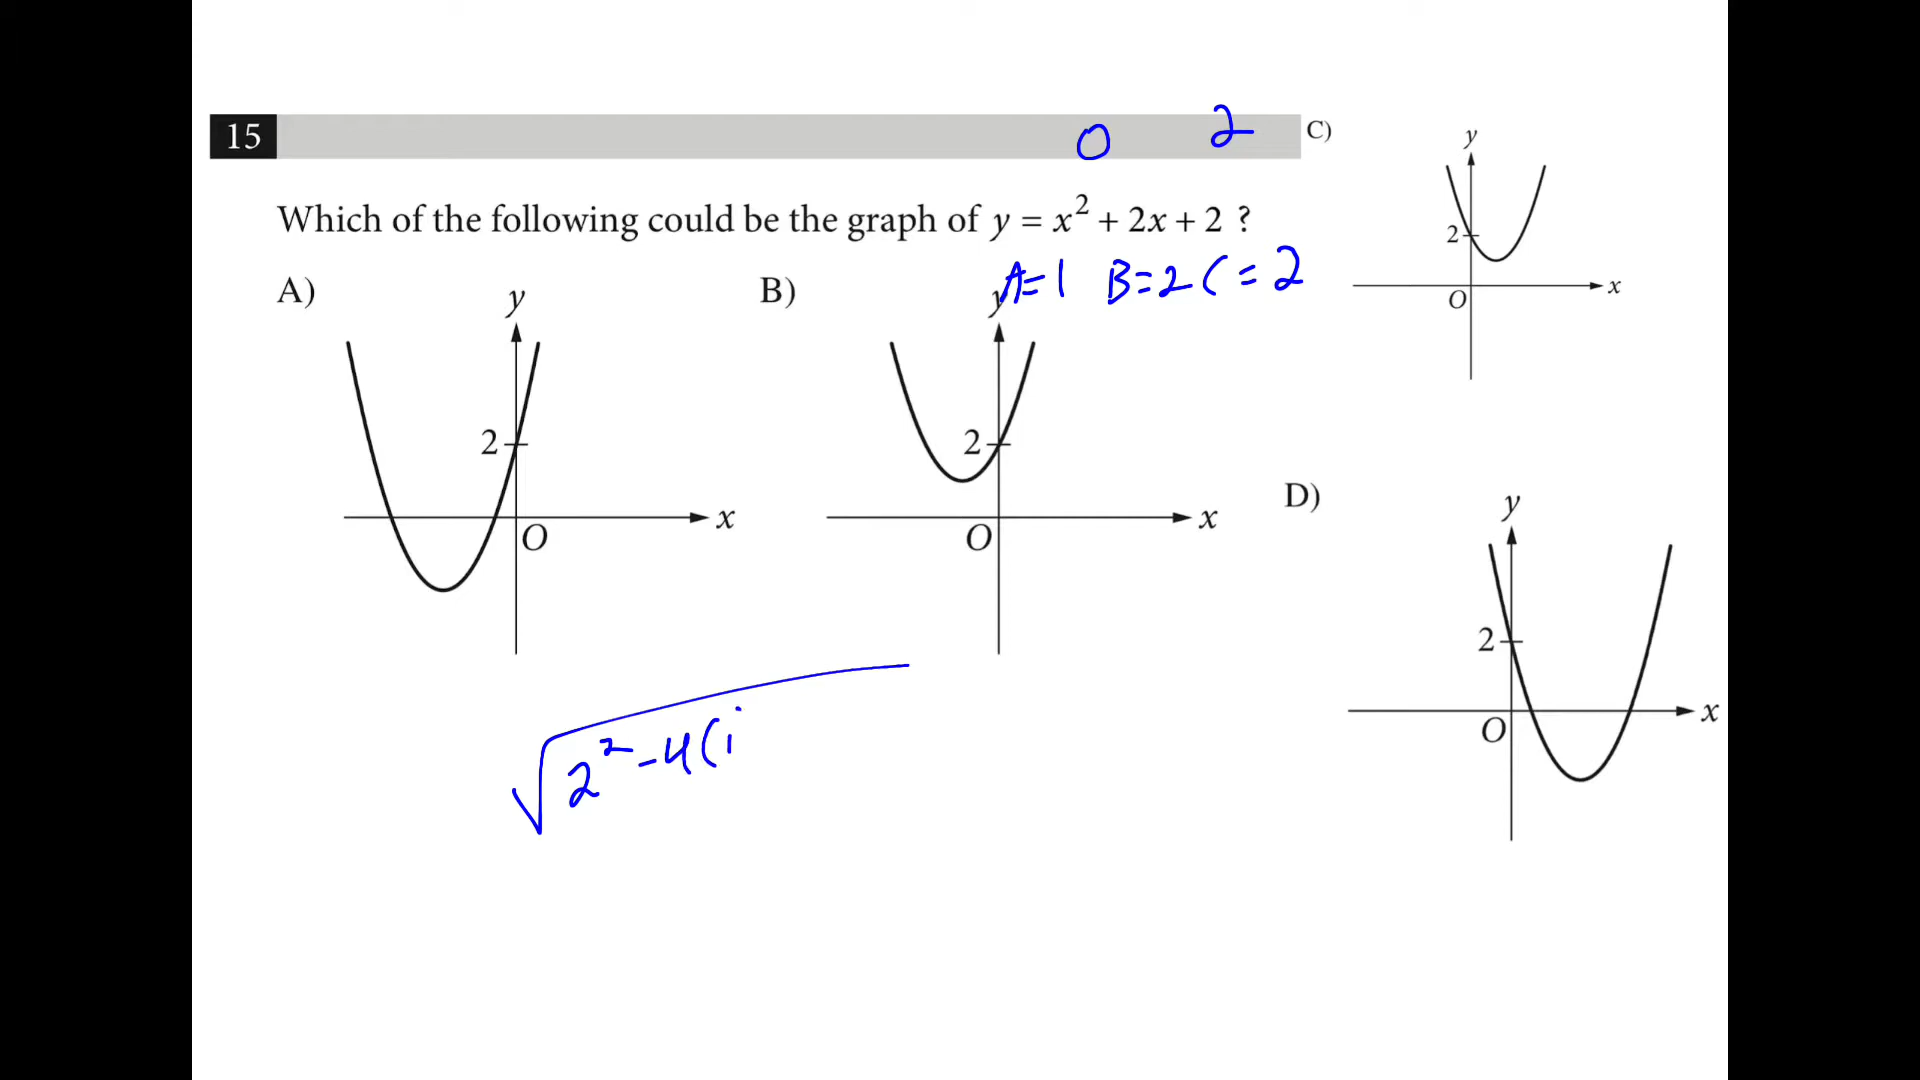 15
0 2
Which of the following could be the graph of y = x² + 2x + 2 ?
A=1 B=2 C=2
A)
y
2
O
x
B)
y
2
O
x
C)
y
2
O
x
D)
y
2
O
x
√2² -4(1